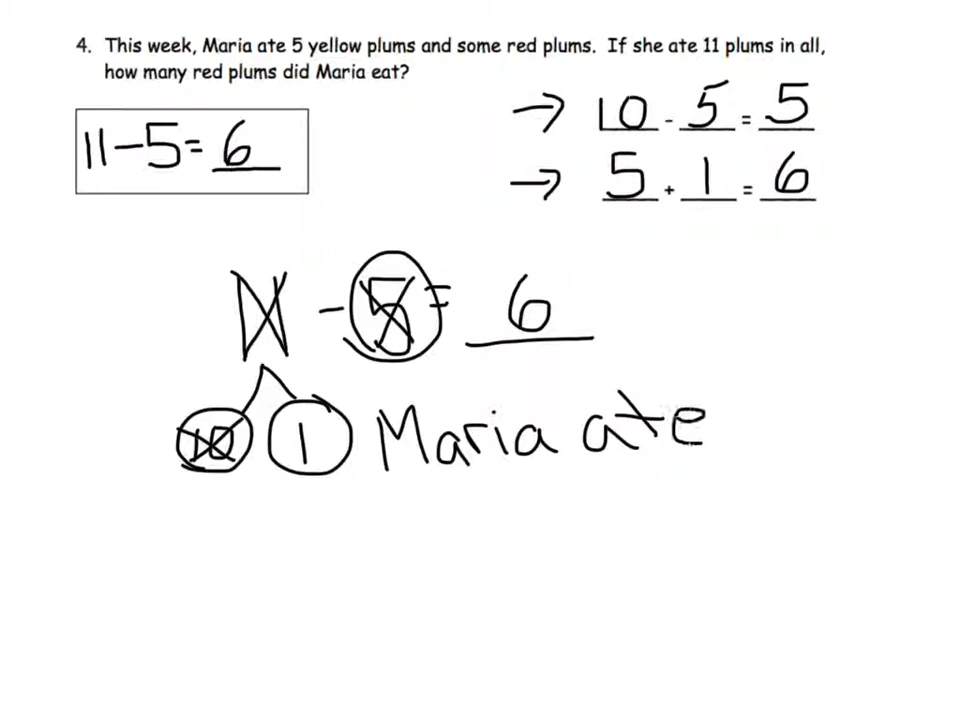 4. This week, Maria ate 5 yellow plums and some red plums. If she ate 11 plums in all,
how many red plums did Maria eat?
11-5=6
→ 10 - 5 = 5
→ 5 + 1 = 6
11 - 5 = 6
10 1 Maria ate